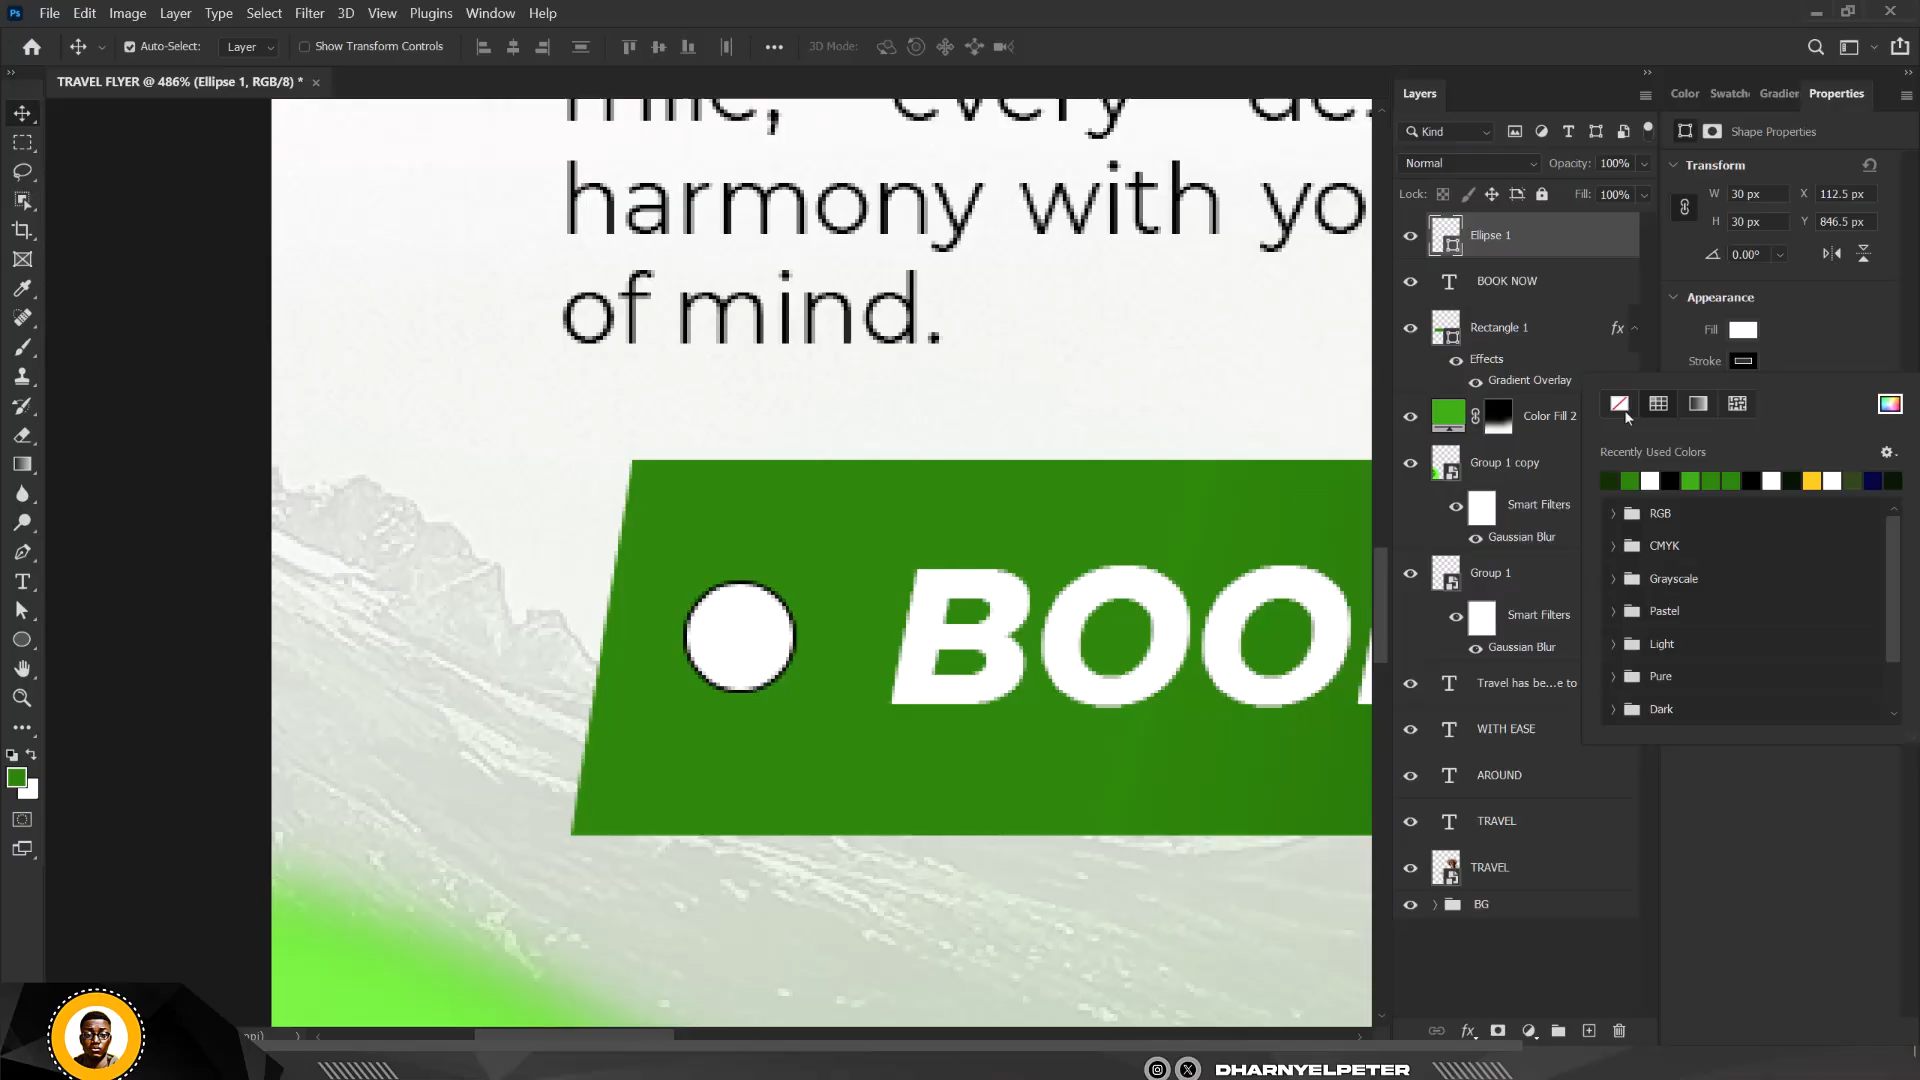 Ps File Edit Image Layer Type Select Filter 3D View Plugins Window Help
Auto-Select: Layer Show Transform Controls 3D Mode:
TRAVEL FLYER @ 486% (Ellipse 1, RGB/8) *
harmony with yo
of mind.
BOO
Layers
Kind
Normal Opacity: 100%
Lock: Fill: 100%
Ellipse 1
T BOOK NOW
Rectangle 1 fx
Effects
Gradient Overlay
Color Fill 2
Group 1 copy
Smart Filters
Gaussian Blur
Group 1
Smart Filters
Gaussian Blur
T Travel has be...e to
T WITH EASE
T AROUND
T TRAVEL
TRAVEL
BG
Color Swatch Gradien Properties
Shape Properties
Transform
W 30 px X 112.5 px
H 30 px Y 846.5 px
0.00°
Appearance
Fill
Stroke
Recently Used Colors
RGB
CMYK
Grayscale
Pastel
Light
Pure
Dark
DHARNYELPETER